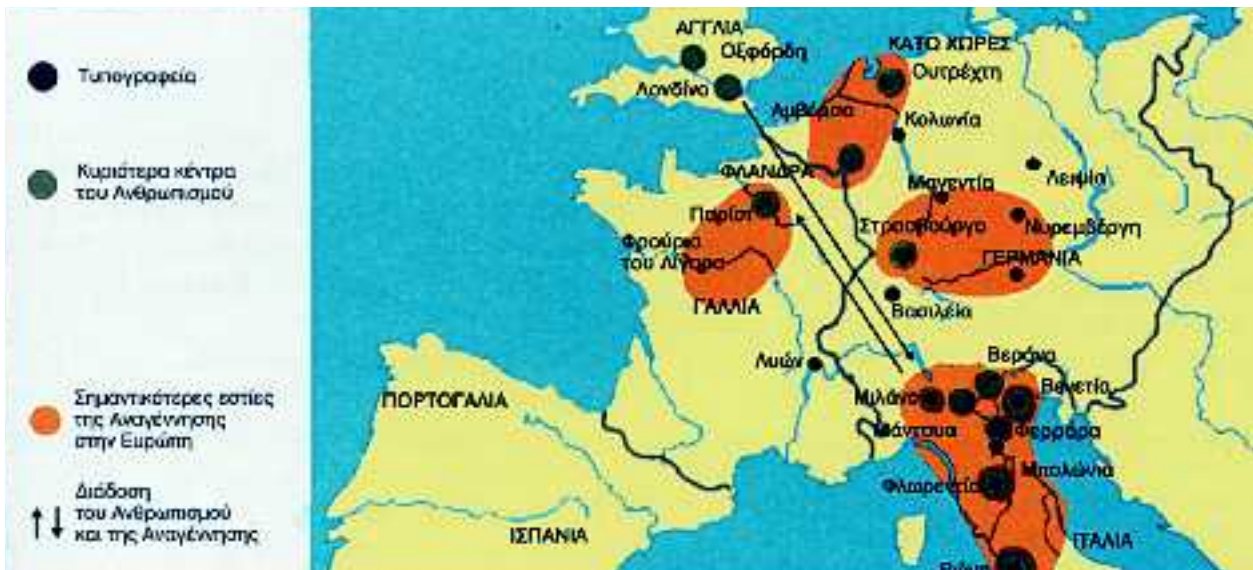 Τυπογραφεία
Κυριότερα κέντρα
του Ανθρωπισμού
Σημαντικότερες εστίες
της Αναγέννησης
στην Ευρώπη
Διάδοση
του Ανθρωπισμού
και της Αναγέννησης
ΑΓΓΛΙΑ
Οξφόρδη
Λονδίνο
ΚΑΤΩ ΧΩΡΕΣ
Ουτρέχτη
Αμβέρσα
Κολωνία
ΦΛΑΝΔΡΑ
Λειψία
Μαγεντία
Παρίσι
Στρασβούργο
Νυρεμβέργη
Φρούρια
του Λίγηρα
ΓΕΡΜΑΝΙΑ
ΓΑΛΛΙΑ
Βασιλεία
Λυών
Βερόνα
Βενετία
Μιλάνο
ΠΟΡΤΟΓΑΛΙΑ
Μάντουα
Φερράρα
Μπολώνια
Φλωρεντία
ΙΣΠΑΝΙΑ
ΙΤΑΛΙΑ